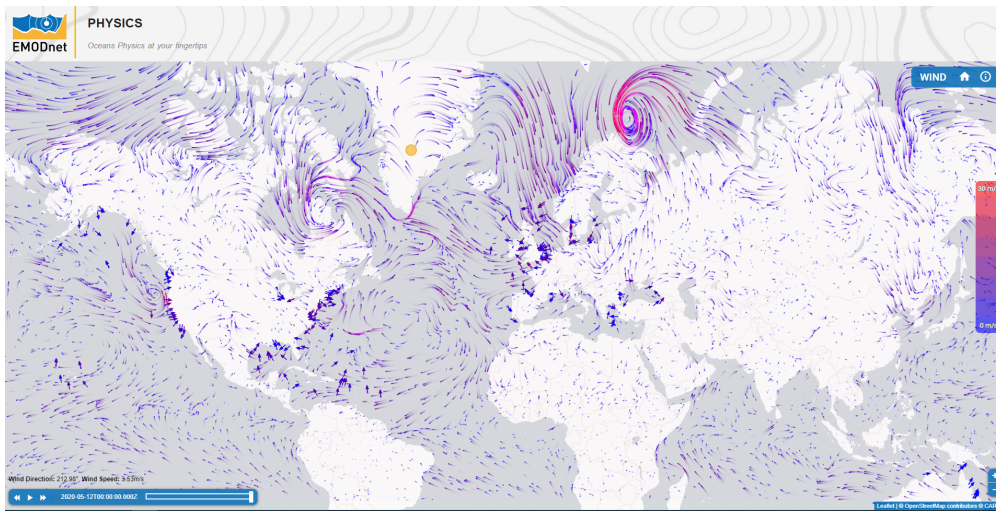 EMODnet
PHYSICS
Oceans Physics at your fingertips
WIND
30 m/
0 m/s
Wind Direction: 212.98°, Wind Speed: 3.53m/s
2020-05-12T00:00:00.000Z
Leaflet | © OpenStreetMap contributors © CAR